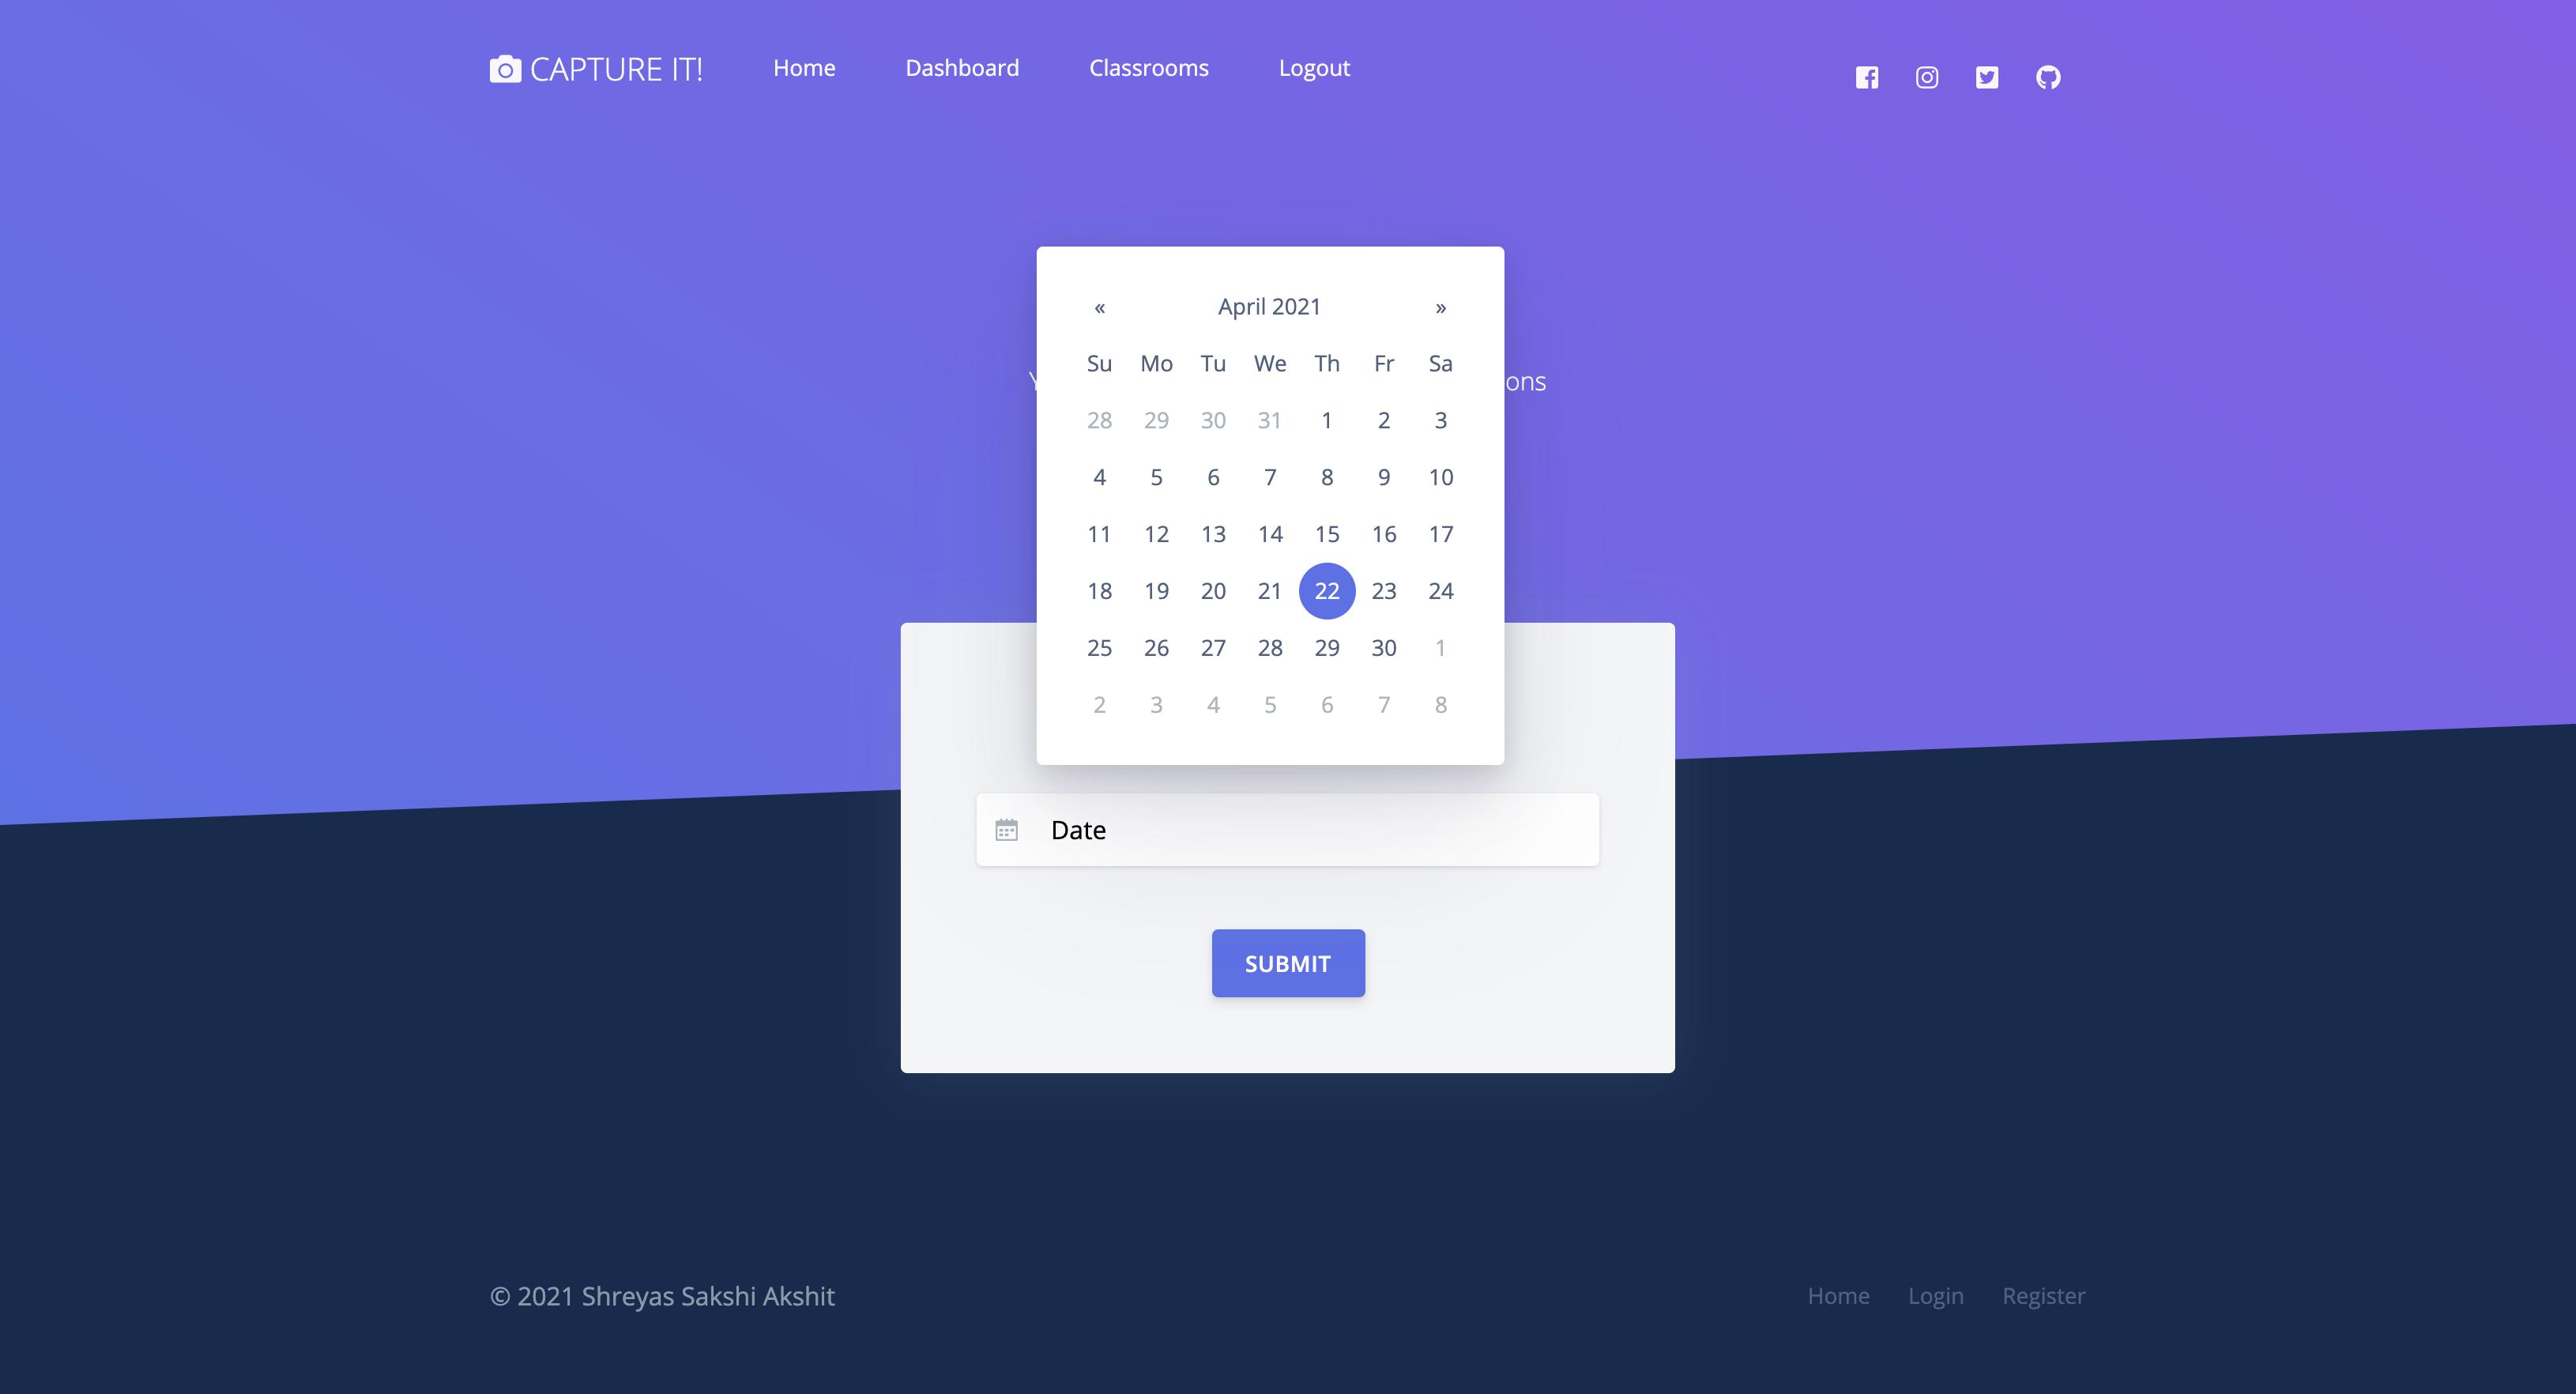 CAPTURE IT! Home Dashboard Classrooms Logout
« April 2021 »
Su Mo Tu We Th Fr Sa
28 29 30 31 1 2 3
4 5 6 7 8 9 10
11 12 13 14 15 16 17
18 19 20 21 22 23 24
25 26 27 28 29 30 1
2 3 4 5 6 7 8
Date
SUBMIT
© 2021 Shreyas Sakshi Akshit
Home Login Register